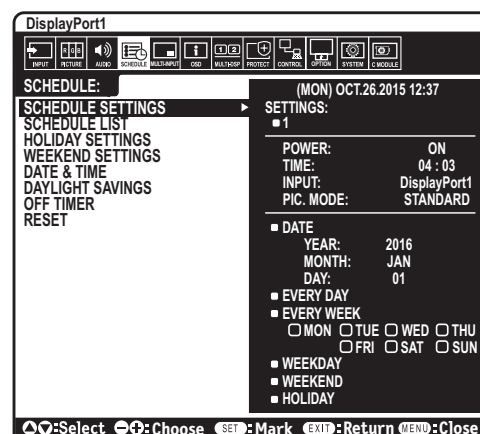 DisplayPort1
INPUT PICTURE AUDIO SCHEDULE MULTI-INPUT OSD MULTI-DSP PROTECT CONTROL OPTION SYSTEM C MODULE
SCHEDULE:
SCHEDULE SETTINGS
SCHEDULE LIST
HOLIDAY SETTINGS
WEEKEND SETTINGS
DATE & TIME
DAYLIGHT SAVINGS
OFF TIMER
RESET
(MON) OCT.26.2015 12:37
SETTINGS:
1
POWER: ON
TIME: 04 : 03
INPUT: DisplayPort1
PIC. MODE: STANDARD
DATE
YEAR: 2016
MONTH: JAN
DAY: 01
EVERY DAY
EVERY WEEK
MON TUE WED THU
FRI SAT SUN
WEEKDAY
WEEKEND
HOLIDAY
:Select :Choose SET:Mark EXIT:Return MENU:Close